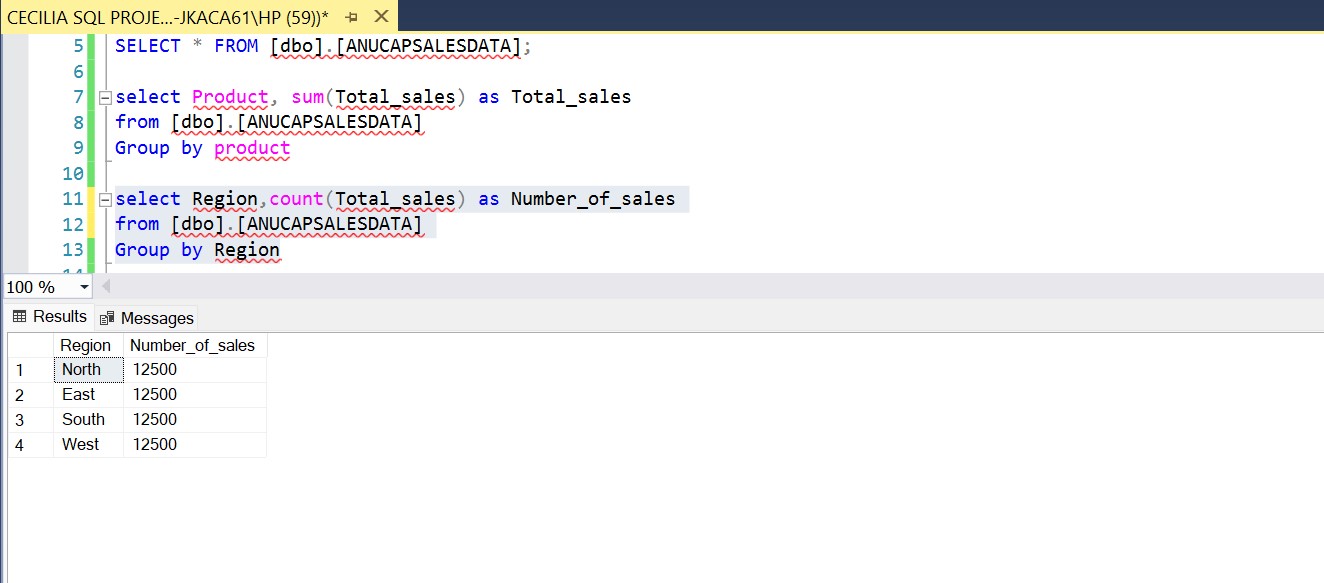 CECILIA SQL PROJE...-JKACA61\HP (59))*
5 SELECT * FROM [dbo].[ANUCAPSALESDATA];
6
7 select Product, sum(Total_sales) as Total_sales
8 from [dbo].[ANUCAPSALESDATA]
9 Group by product
10
11 select Region,count(Total_sales) as Number_of_sales
12 from [dbo].[ANUCAPSALESDATA]
13 Group by Region
14
100 %
Results Messages
Region Number_of_sales
1 North 12500
2 East 12500
3 South 12500
4 West 12500